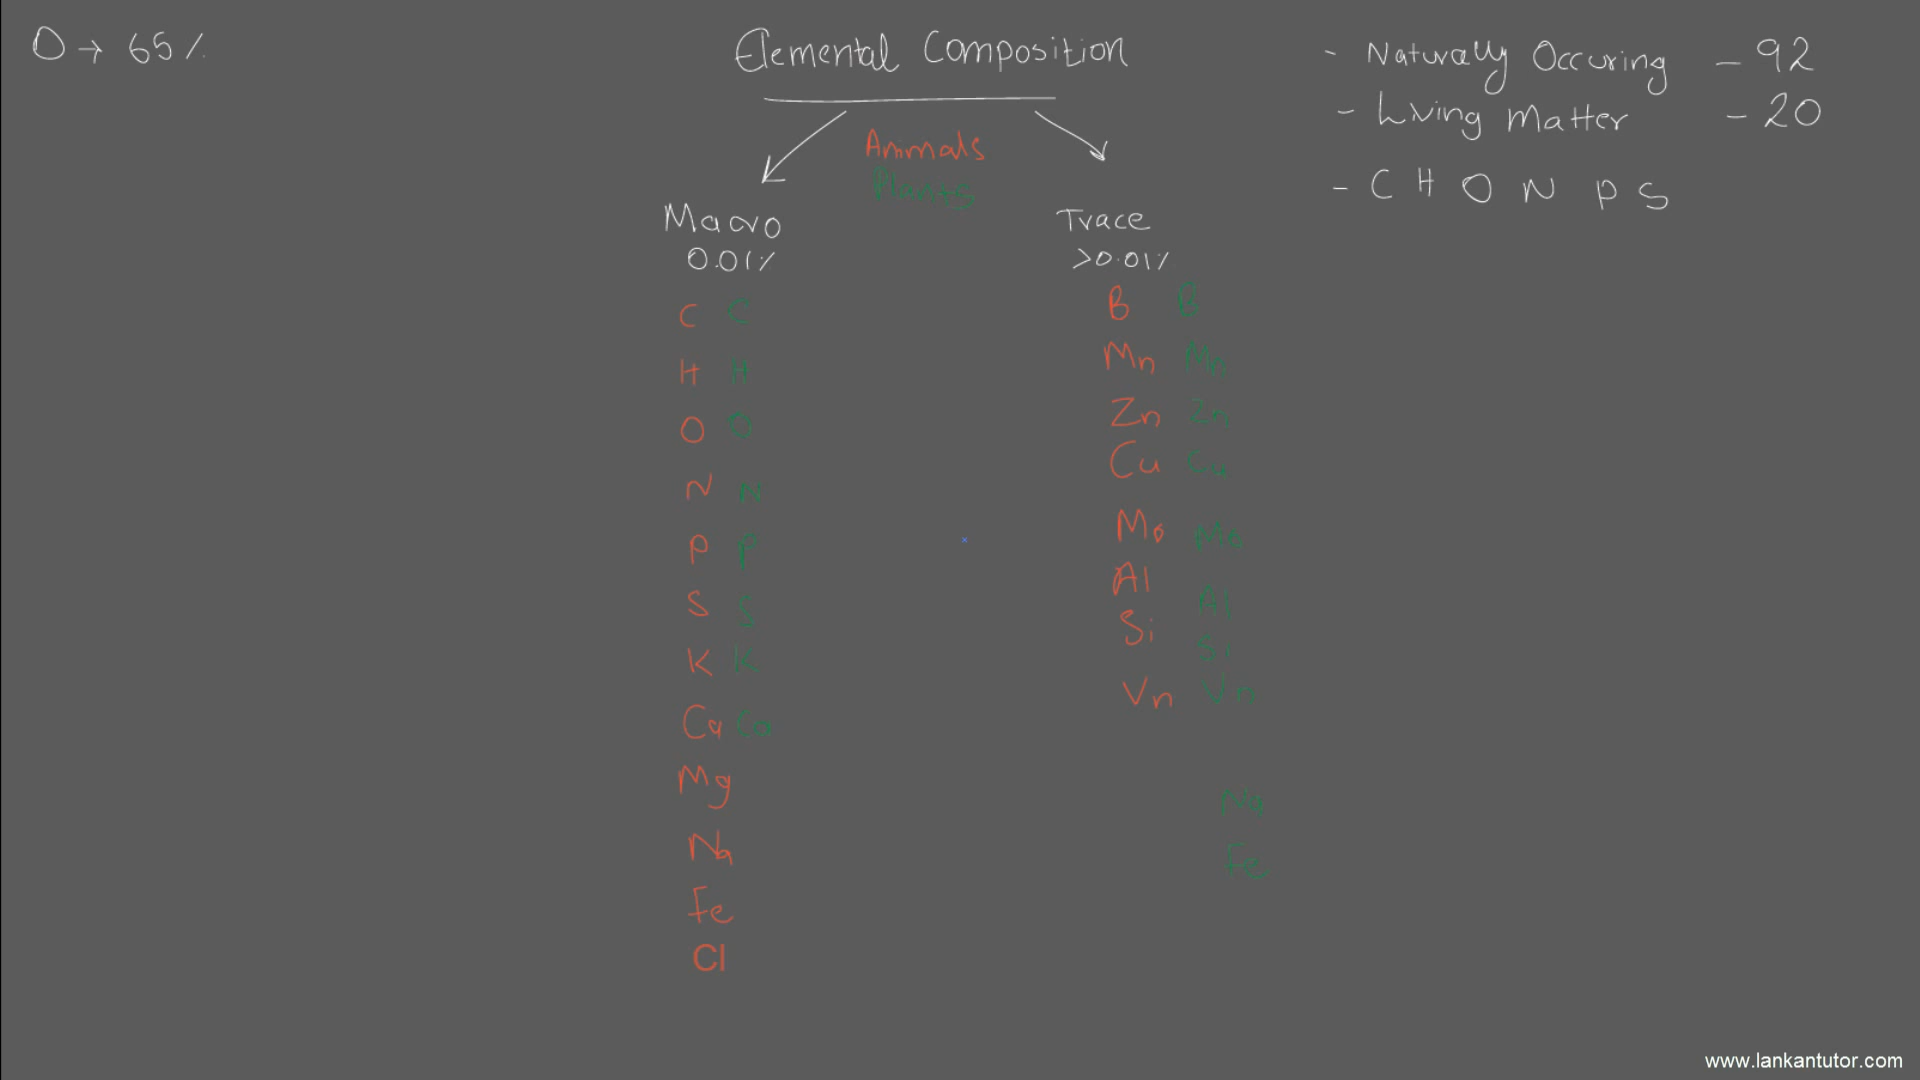 O → 65%
Elemental Composition
Animals
Plants
- Naturally Occuring - 92
- Living Matter - 20
- C H O N P S
Macro
0.01%
C C
H H
O O
N N
P P
S S
K K
Ca Ca
Mg
Na
Fe
Cl
Trace
>0.01%
B B
Mn Mn
Zn Zn
Cu Cu
Mo Mo
Al Al
Si Si
Vn Vn
Na
Fe
www.lankantutor.com